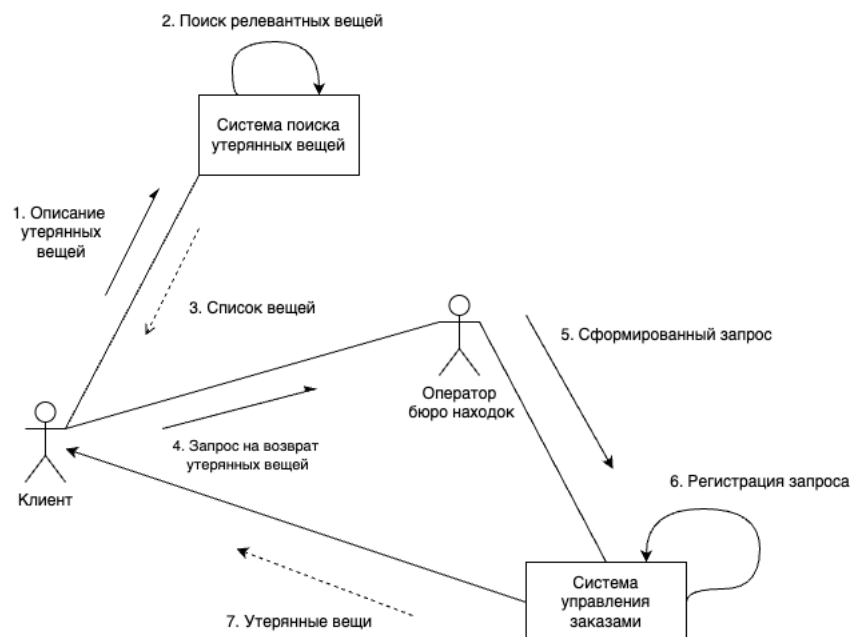 2. Поиск релевантных вещей
Система поиска
утерянных вещей
1. Описание
утерянных
вещей
3. Список вещей
5. Сформированный запрос
Оператор
бюро находок
4. Запрос на возврат
утерянных вещей
Клиент
6. Регистрация запроса
Система
управления
заказами
7. Утерянные вещи